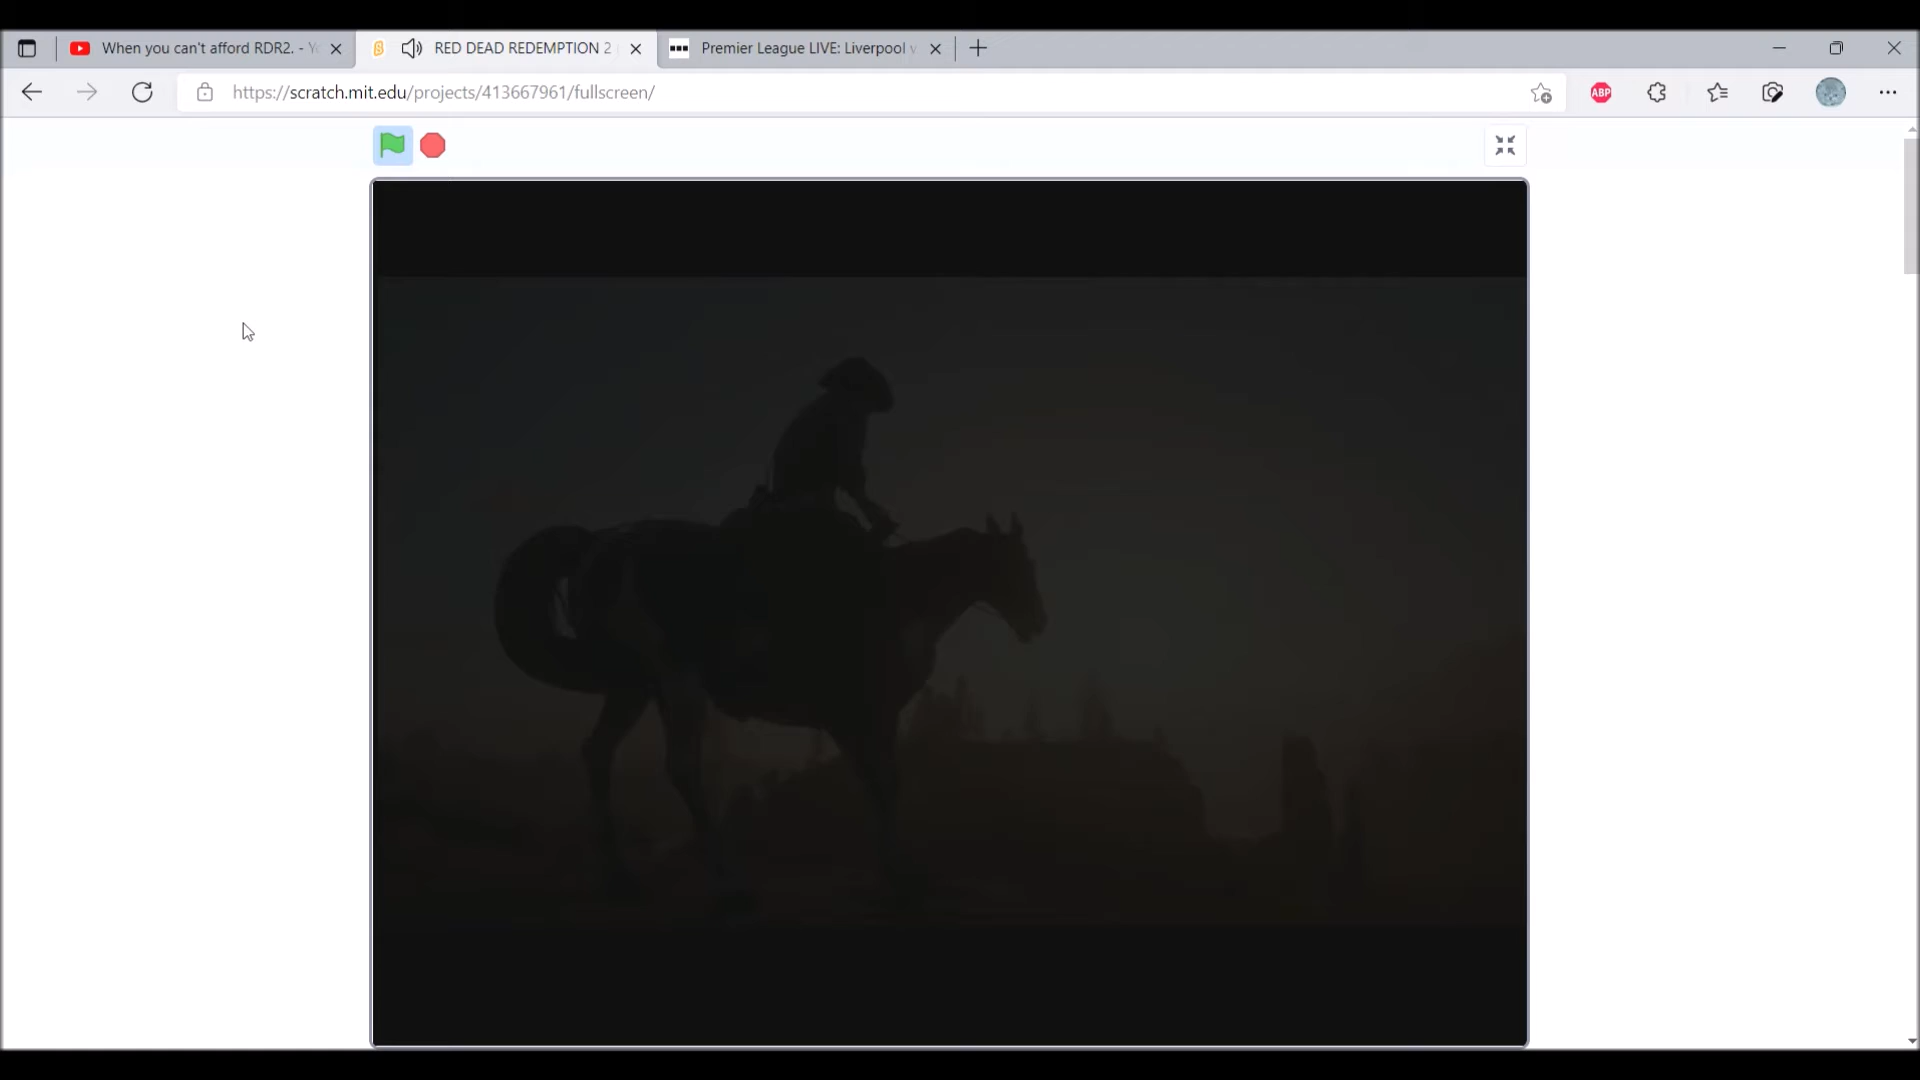 When you can't afford RDR2. - Y
RED DEAD REDEMPTION 2
Premier League LIVE: Liverpool v
https://scratch.mit.edu/projects/413667961/fullscreen/
ABP